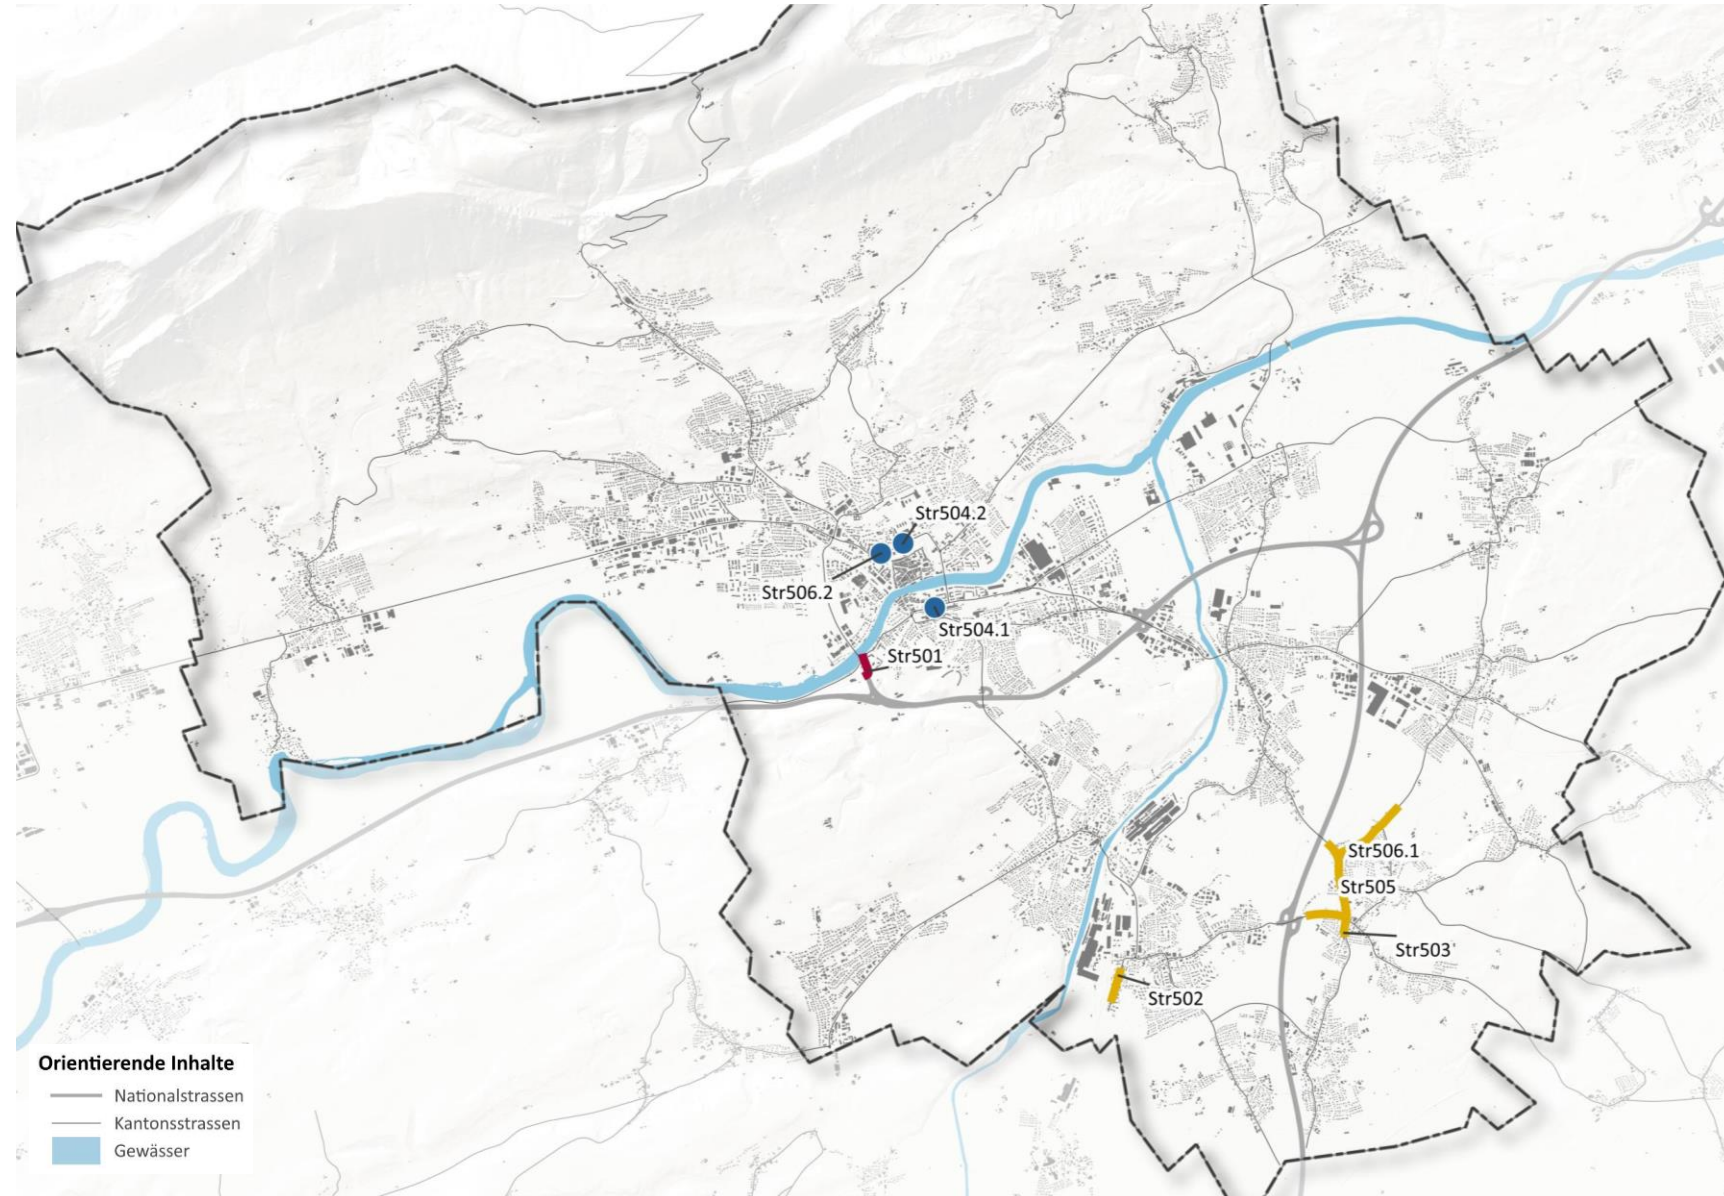 Str504.2
Str506.2
Str504.1
Str501
Str506.1
Str505
Str503
Str502
Orientierende Inhalte
Nationalstrassen
Kantonsstrassen
Gewässer